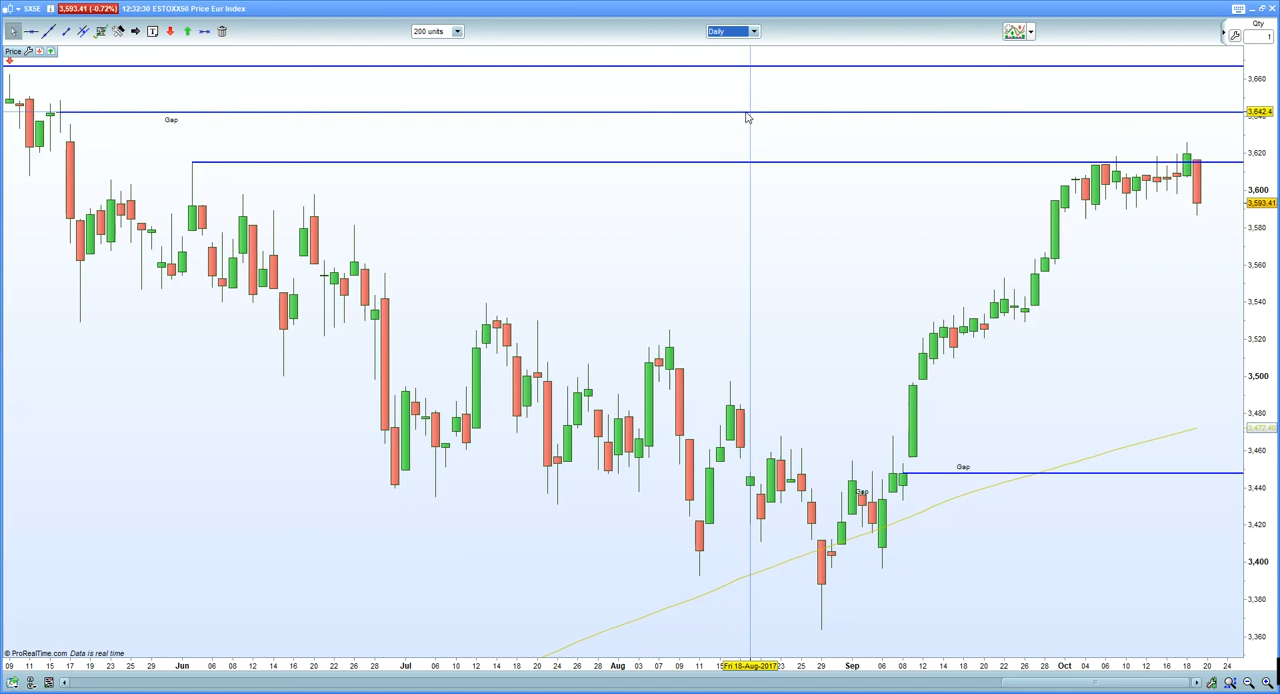 SX5E 3,593.41 (-0.72%) 12:32:30 ESTOXX50 Price Eur Index
200 units Daily Qty
1
Price
3,660
3,642.4
Gap
3,620
3,600
3,593.41
3,580
3,560
3,540
3,520
3,500
3,480
3,472.40
3,460
Gap
Gap
3,440
3,420
3,400
3,380
3,360
© ProRealTime.com Data is real time
09 11 15 17 19 23 25 29 Jun 06 08 12 14 16 20 22 26 28 Jul 06 10 12 14 18 20 24 26 28 Aug 03 07 09 11 15 Fri 18-Aug-2017 23 25 29 Sep 06 08 12 14 18 20 22 26 28 Oct 04 06 10 12 16 18 20 24